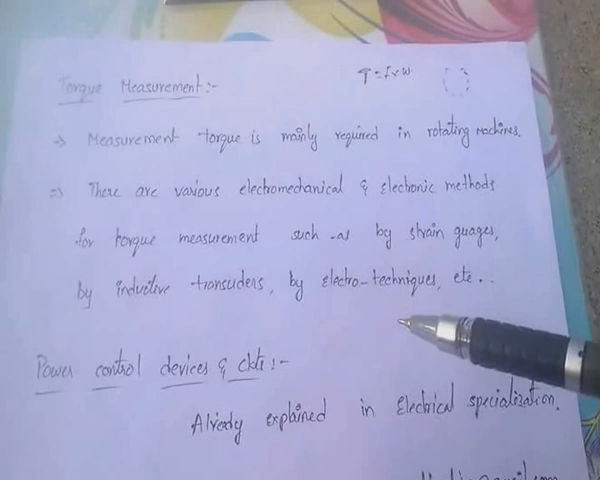 Torque Measurement:-
T = f x w
-> Measurement torque is mainly required in rotating machines.
=> There are various electromechanical & Electronic methods
for torque measurement such as by strain guages,
by inductive transuders, by Electro-techniques, etc..
Power control devices & ckts :-
Already explained in Electrical specialization.